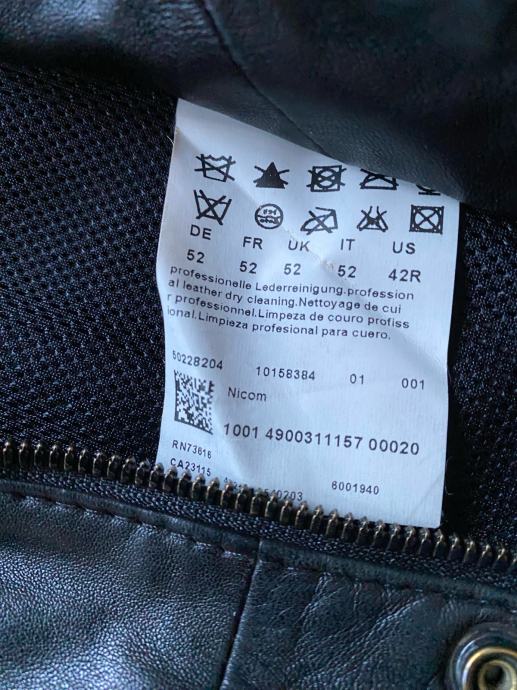 DE FR UK IT US
52 52 52 52 42R
professionelle Lederreinigung.profession
al leather dry cleaning.Nettoyage de cui
r professionnel.Limpeza de couro profiss
ional.Limpieza profesional para cuero.
50228204 10158384 01 001
Nicom
1001 4900311157 00020
RN73616
CA23115
6001940